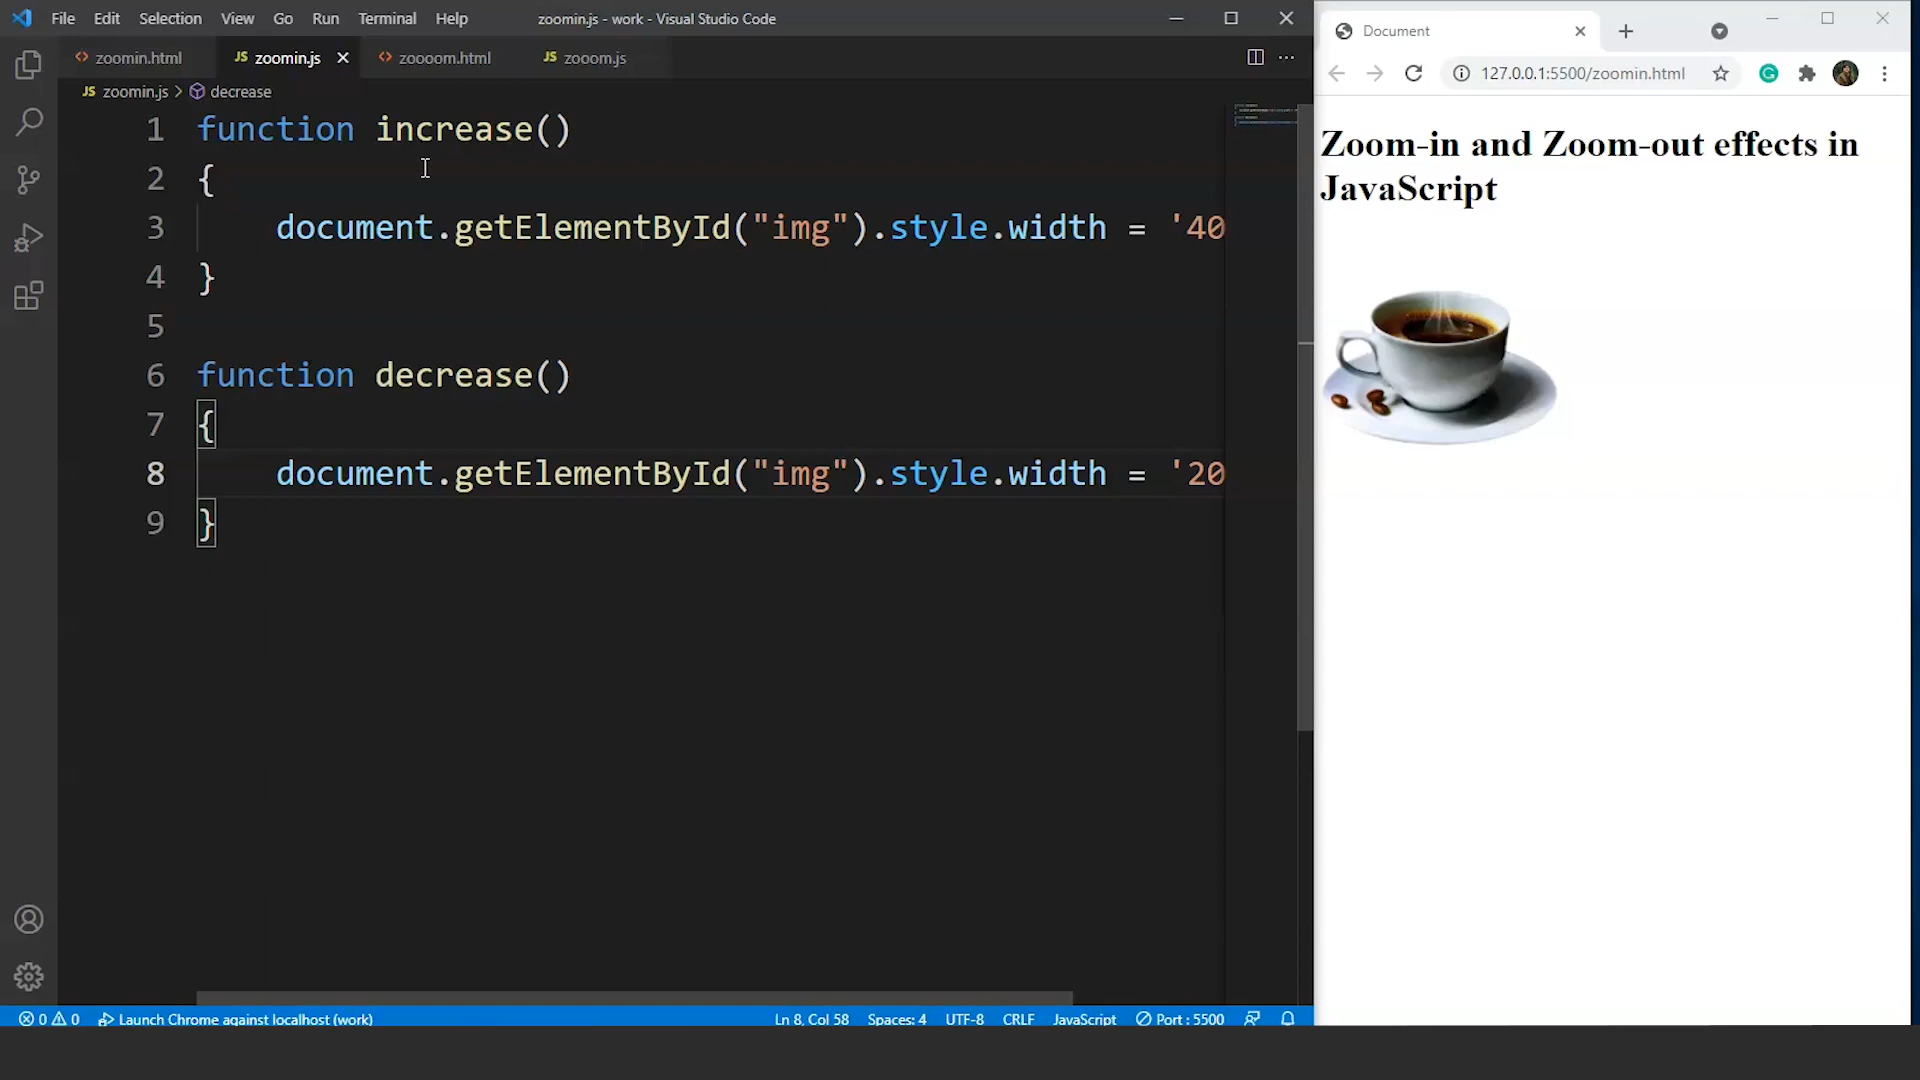 File Edit Selection View Go Run Terminal Help zoomin.js - work - Visual Studio Code
zoomin.html JS zoomin.js zoooom.html JS zooom.js
JS zoomin.js > decrease
1 function increase()
2 {
3 document.getElementById("img").style.width = '40
4 }
5
6 function decrease()
7 {
8 document.getElementById("img").style.width = '20
9 }
0 0 Launch Chrome against localhost (work) Ln 8, Col 58 Spaces: 4 UTF-8 CRLF JavaScript Port : 5500
Document
127.0.0.1:5500/zoomin.html
Zoom-in and Zoom-out effects in
JavaScript